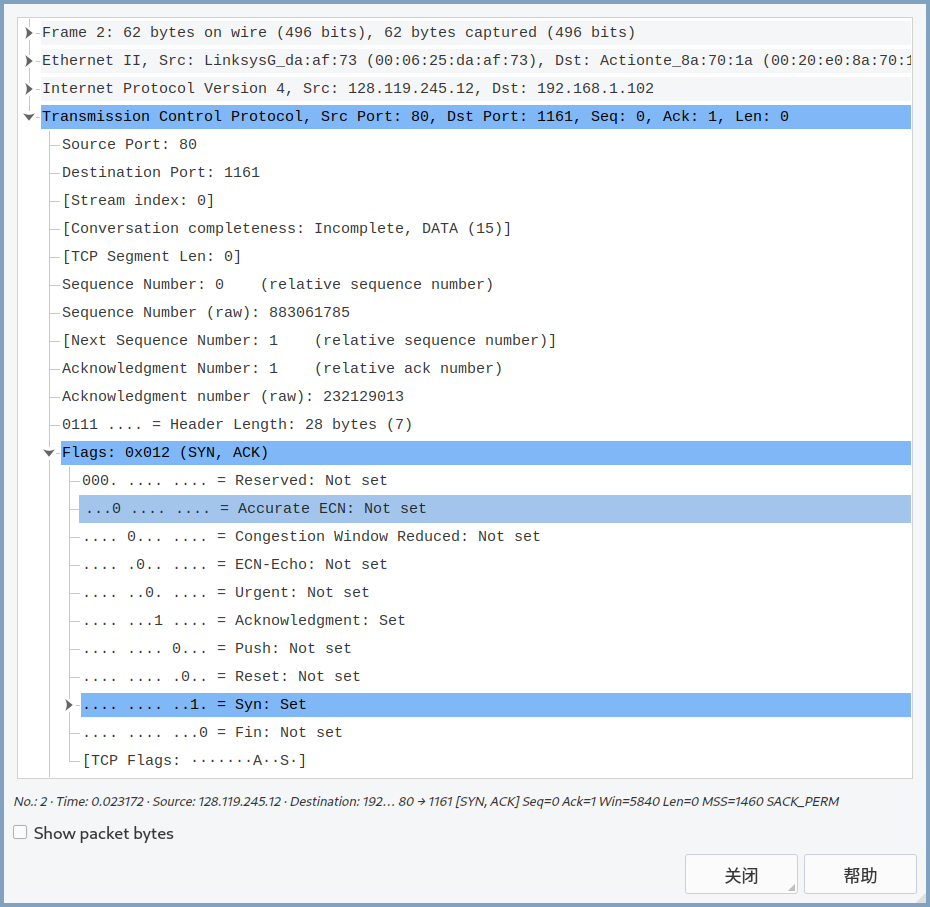 Frame 2: 62 bytes on wire (496 bits), 62 bytes captured (496 bits)
Ethernet II, Src: LinksysG_da:af:73 (00:06:25:da:af:73), Dst: Actionte_8a:70:1a (00:20:e0:8a:70:1
Internet Protocol Version 4, Src: 128.119.245.12, Dst: 192.168.1.102
Transmission Control Protocol, Src Port: 80, Dst Port: 1161, Seq: 0, Ack: 1, Len: 0
Source Port: 80
Destination Port: 1161
[Stream index: 0]
[Conversation completeness: Incomplete, DATA (15)]
[TCP Segment Len: 0]
Sequence Number: 0    (relative sequence number)
Sequence Number (raw): 883061785
[Next Sequence Number: 1    (relative sequence number)]
Acknowledgment Number: 1    (relative ack number)
Acknowledgment number (raw): 232129013
0111 .... = Header Length: 28 bytes (7)
Flags: 0x012 (SYN, ACK)
000. .... .... = Reserved: Not set
...0 .... .... = Accurate ECN: Not set
.... 0... .... = Congestion Window Reduced: Not set
.... .0.. .... = ECN-Echo: Not set
.... ..0. .... = Urgent: Not set
.... ...1 .... = Acknowledgment: Set
.... .... 0... = Push: Not set
.... .... .0.. = Reset: Not set
.... .... ..1. = Syn: Set
.... .... ...0 = Fin: Not set
[TCP Flags: ·······A··S·]
No.: 2 · Time: 0.023172 · Source: 128.119.245.12 · Destination: 192… 80 → 1161 [SYN, ACK] Seq=0 Ack=1 Win=5840 Len=0 MSS=1460 SACK_PERM
Show packet bytes
关闭
帮助